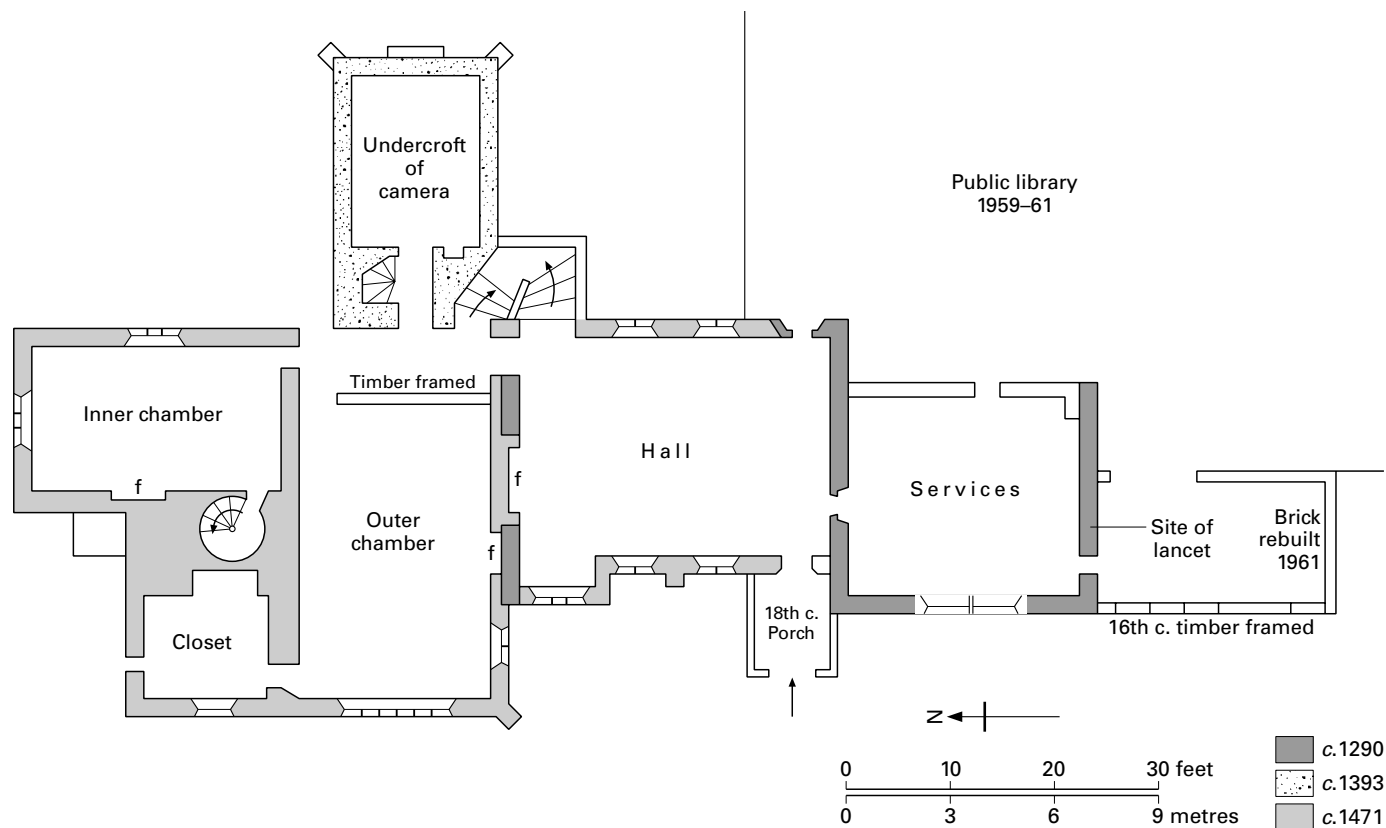 Undercroft
of
camera
Public library
1959–61
Timber framed
Inner chamber
f
Hall
f
Services
Outer
chamber
f
Site of
lancet
Brick
rebuilt
1961
Closet
18th c.
Porch
16th c. timber framed
N
0 10 20 30 feet
0 3 6 9 metres
c.1290
c.1393
c.1471